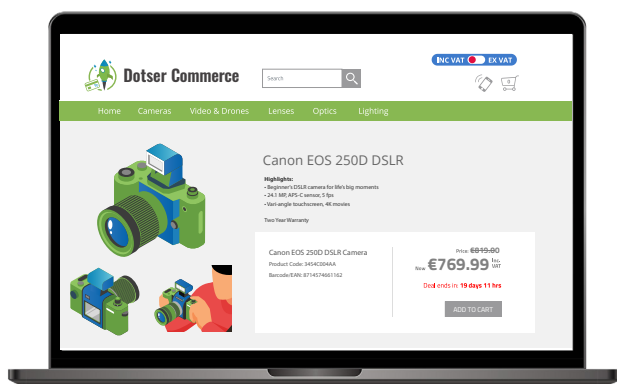 INC VAT EX VAT
Dotser Commerce
Search
0
Home Cameras Video & Drones Lenses Optics Lighting
Canon EOS 250D DSLR
Highlights:
• Beginner's DSLR camera for life's big moments
• 24.1 MP, APS-C sensor, 5 fps
• Vari-angle touchscreen, 4K movies
Two Year Warranty
Canon EOS 250D DSLR Camera
Product Code: 3454C004AA
Barcode/EAN: 8714574661162
Price: €819.00
Now €769.99 Inc. VAT
Deal ends in: 19 days 11 hrs
ADD TO CART